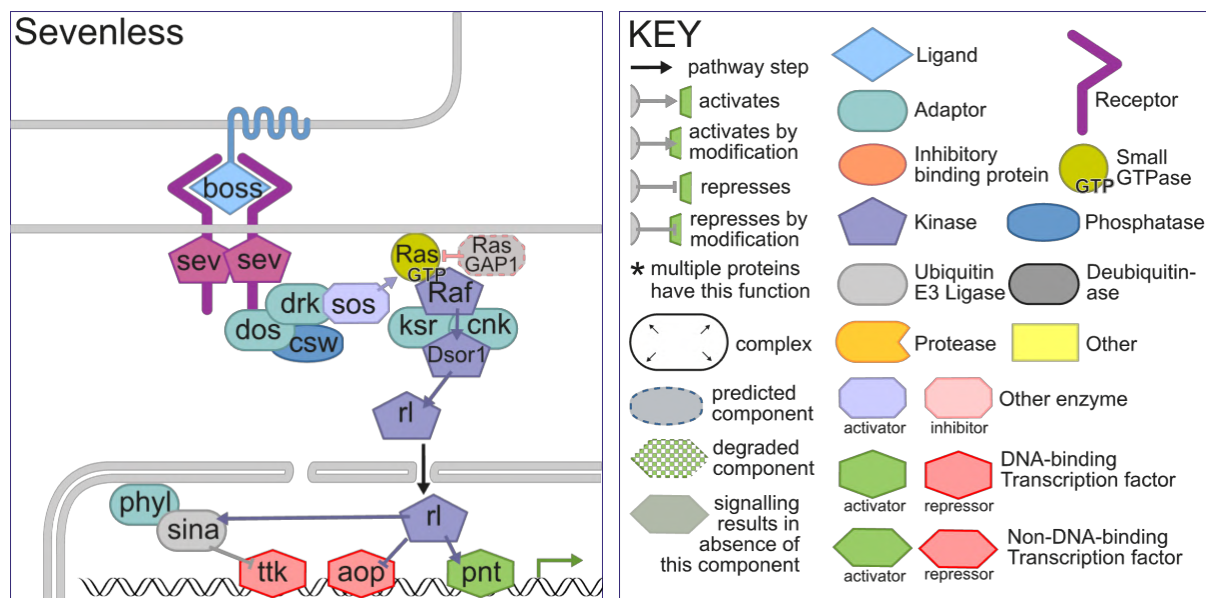 Sevenless
boss
sev
sev
Ras
GTP
Ras
GAP1
drk
sos
Raf
dos
csw
ksr
cnk
Dsor1
rl
phyl
sina
rl
ttk
aop
pnt
KEY
pathway step
activates
activates by
modification
represses
represses by
modification
* multiple proteins
have this function
complex
predicted
component
degraded
component
signalling
results in
absence of
this component
Ligand
Adaptor
Inhibitory
binding protein
Kinase
Ubiquitin
E3 Ligase
Protease
Receptor
GTP
Small
GTPase
Phosphatase
Deubiquitin-
ase
Other
activator
inhibitor
Other enzyme
activator
repressor
DNA-binding
Transcription factor
activator
repressor
Non-DNA-binding
Transcription factor